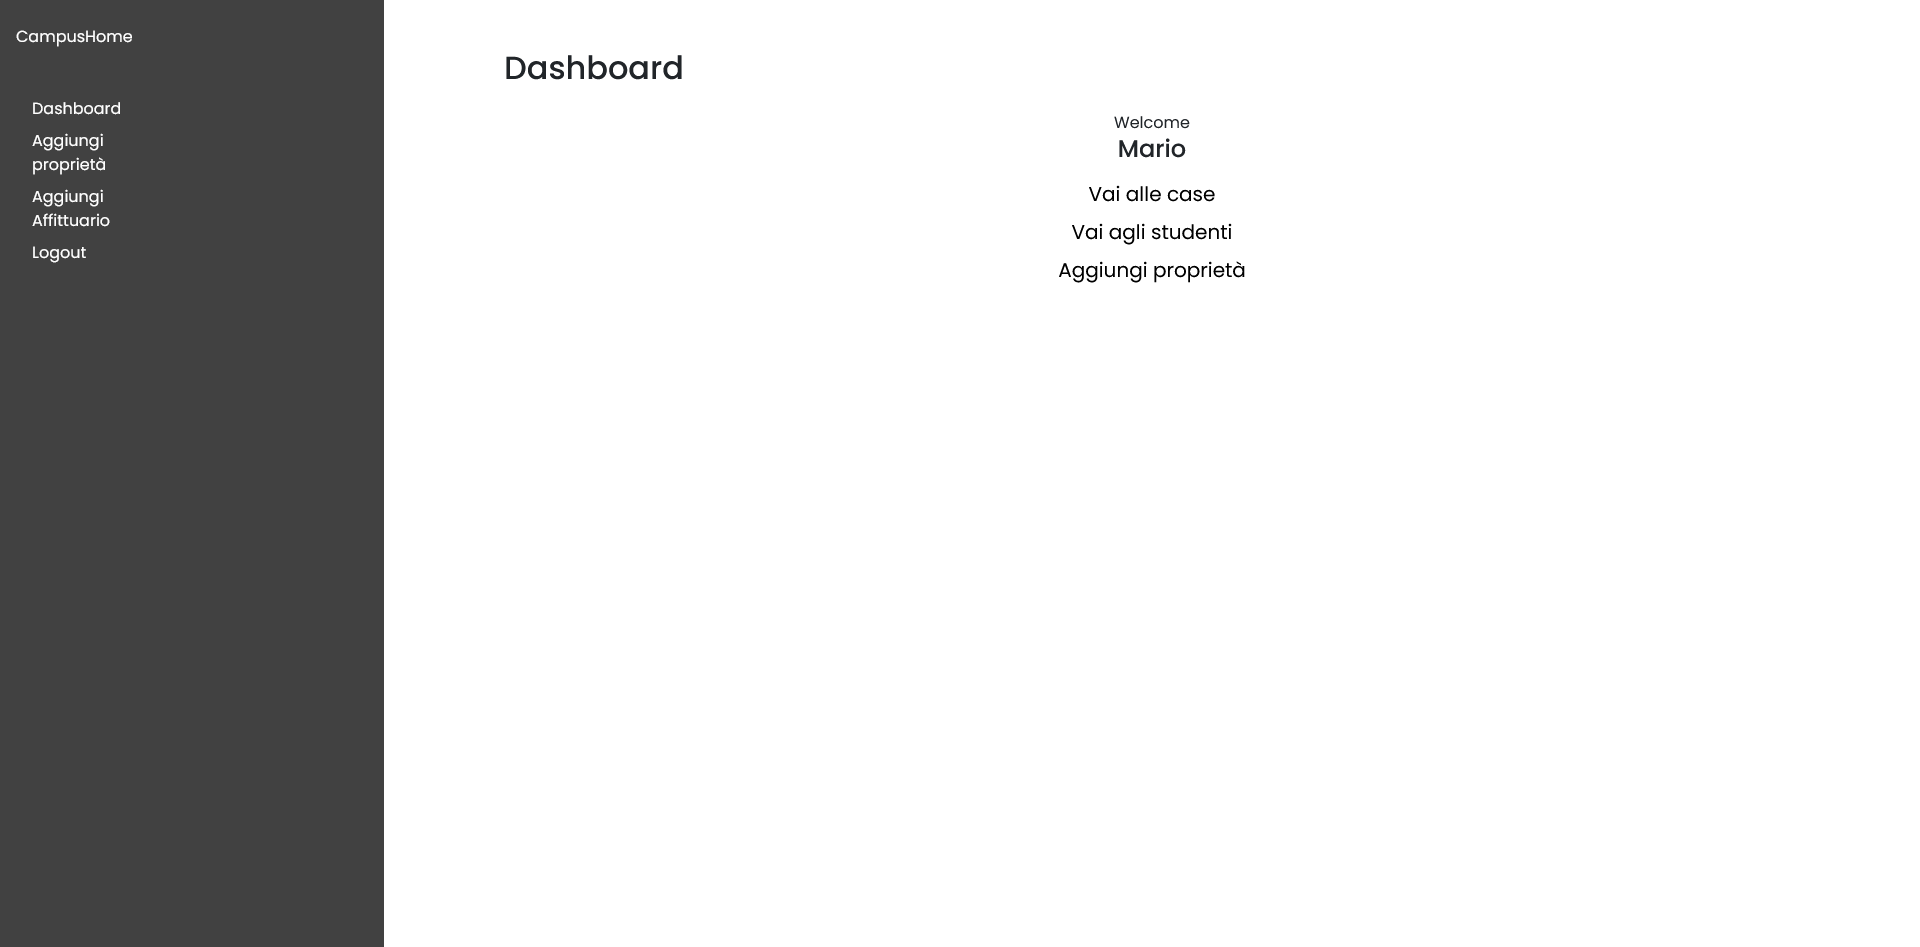 CampusHome
Dashboard
Aggiungi
proprietà
Aggiungi
Affittuario
Logout
Dashboard
Welcome
Mario
Vai alle case
Vai agli studenti
Aggiungi proprietà